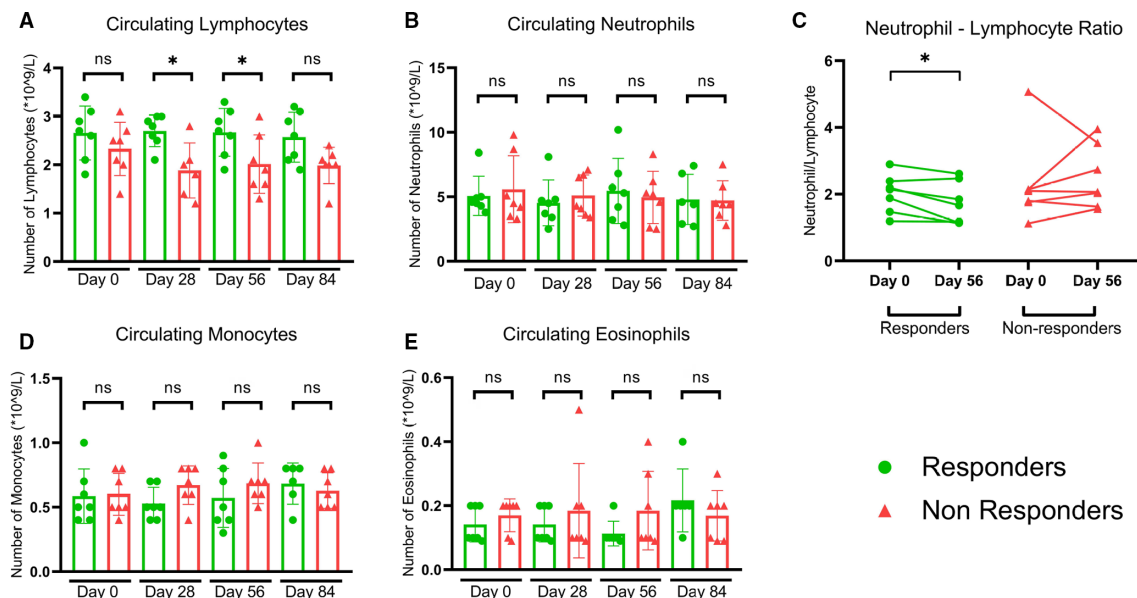 A
Circulating Lymphocytes
Number of Lymphocytes (*10^9/L)
4
3
2
1
0
ns
*
*
ns
Day 0
Day 28
Day 56
Day 84
B
Circulating Neutrophils
Number of Neutrophils (*10^9/L)
15
10
5
0
ns
ns
ns
ns
Day 0
Day 28
Day 56
Day 84
C
Neutrophil - Lymphocyte Ratio
Neutrophil/Lymphocyte
6
4
2
0
*
Day 0
Day 56
Day 0
Day 56
Responders
Non-responders
D
Circulating Monocytes
Number of Monocytes (*10^9/L)
1.5
1.0
0.5
0.0
ns
ns
ns
ns
Day 0
Day 28
Day 56
Day 84
E
Circulating Eosinophils
Number of Eosinophils (*10^9/L)
0.6
0.4
0.2
0.0
ns
ns
ns
ns
Day 0
Day 28
Day 56
Day 84
Responders
Non Responders